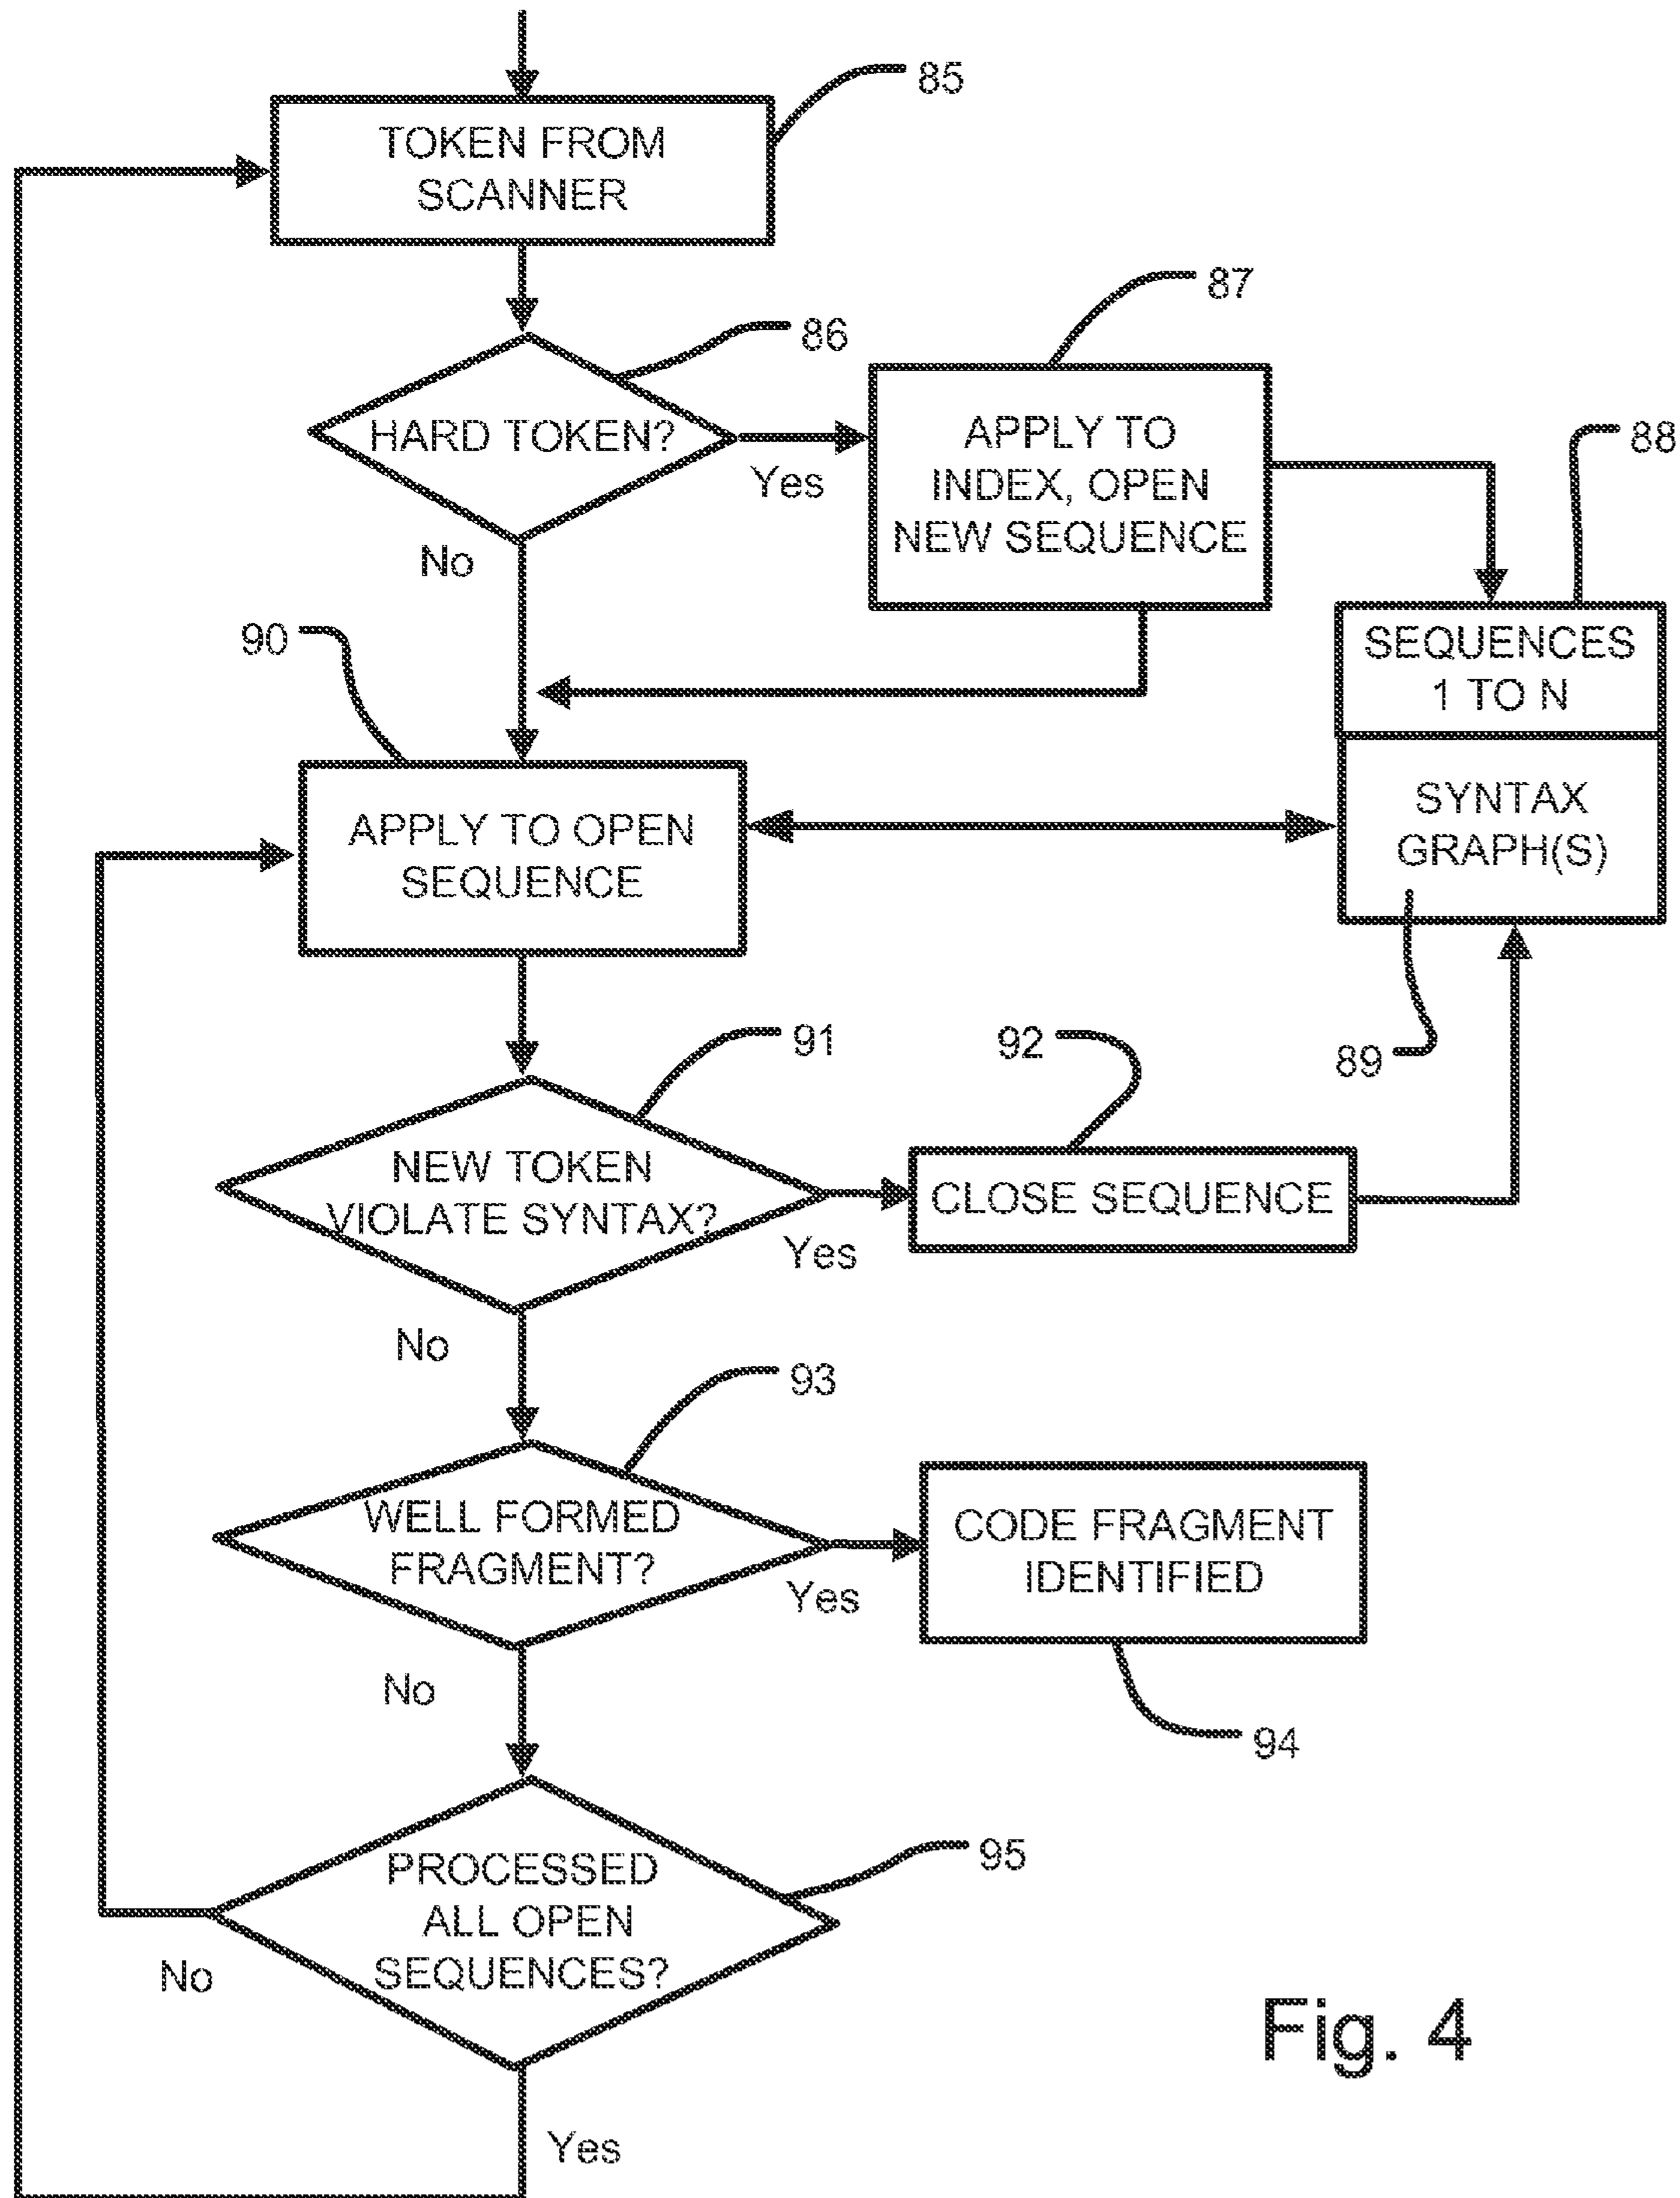 85
TOKEN FROM
SCANNER
86
HARD TOKEN?
Yes
No
87
APPLY TO
INDEX, OPEN
NEW SEQUENCE
88
SEQUENCES
1 TO N
SYNTAX
GRAPH(S)
89
90
APPLY TO OPEN
SEQUENCE
91
NEW TOKEN
VIOLATE SYNTAX?
Yes
No
92
CLOSE SEQUENCE
93
WELL FORMED
FRAGMENT?
Yes
No
CODE FRAGMENT
IDENTIFIED
94
95
PROCESSED
ALL OPEN
SEQUENCES?
No
Yes
Fig. 4